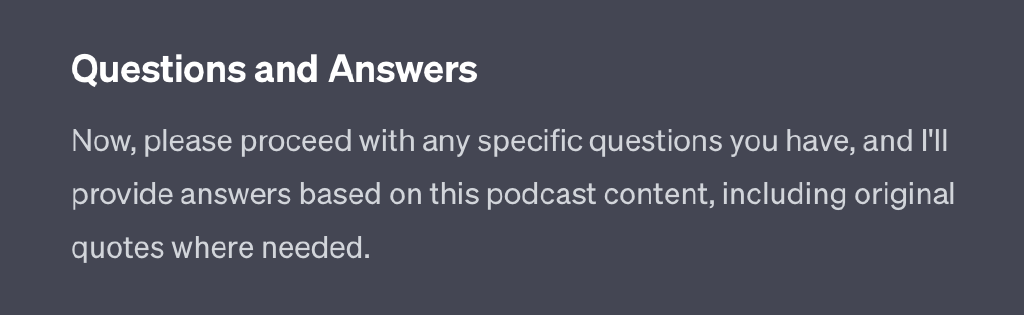 Questions and Answers
Now, please proceed with any specific questions you have, and I'll
provide answers based on this podcast content, including original
quotes where needed.